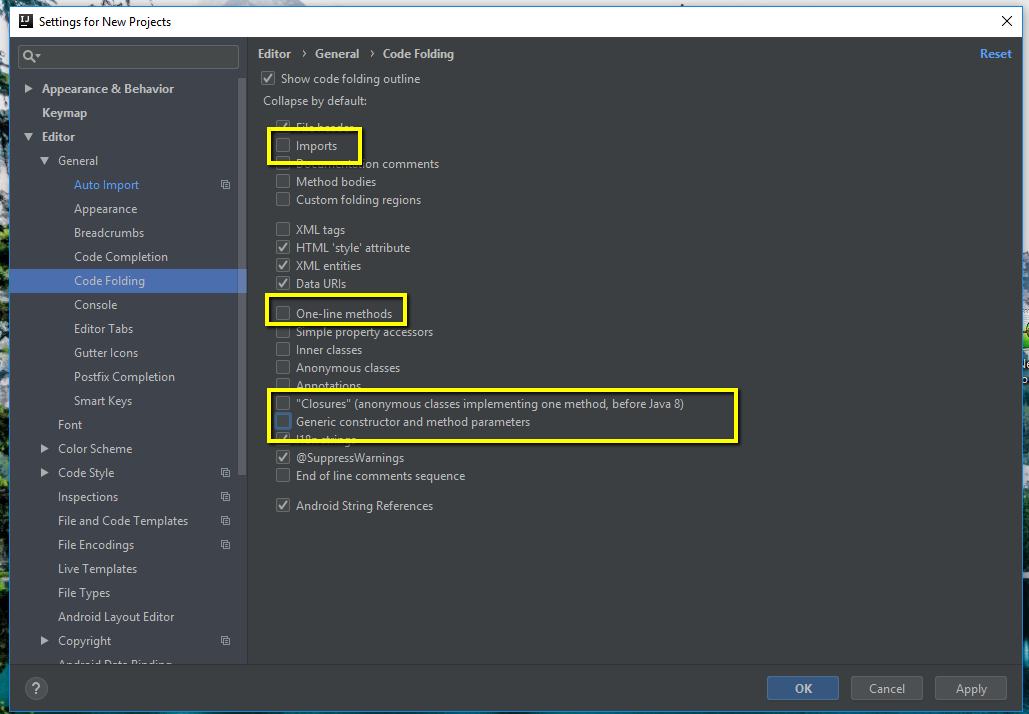 Settings for New Projects
Appearance & Behavior
Keymap
Editor
General
Auto Import
Appearance
Breadcrumbs
Code Completion
Code Folding
Console
Editor Tabs
Gutter Icons
Postfix Completion
Smart Keys
Font
Color Scheme
Code Style
Inspections
File and Code Templates
File Encodings
Live Templates
File Types
Android Layout Editor
Copyright
Android Data Binding
Editor › General › Code Folding
Reset
Show code folding outline
Collapse by default:
File header
Imports
Documentation comments
Method bodies
Custom folding regions
XML tags
HTML 'style' attribute
XML entities
Data URIs
One-line methods
Simple property accessors
Inner classes
Anonymous classes
Annotations
"Closures" (anonymous classes implementing one method, before Java 8)
Generic constructor and method parameters
I18n strings
@SuppressWarnings
End of line comments sequence
Android String References
?
OK
Cancel
Apply